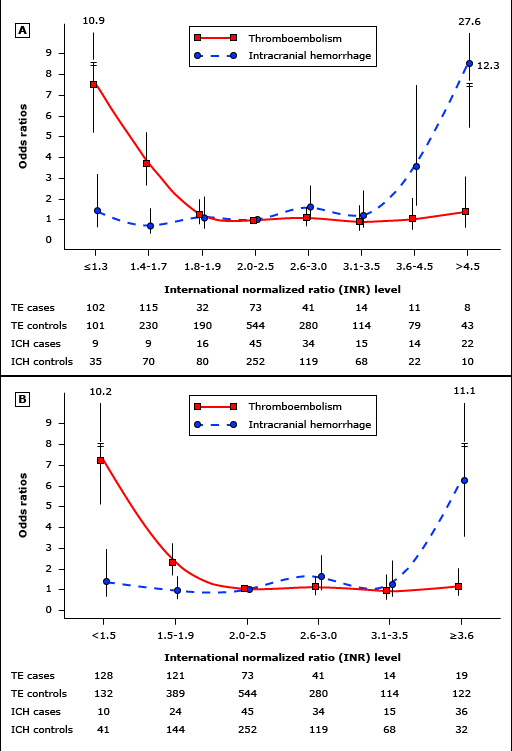 A
10.9
27.6
Thromboembolism
Intracranial hemorrhage
12.3
Odds ratios
9
8
7
6
5
4
3
2
1
0
≤1.3 1.4-1.7 1.8-1.9 2.0-2.5 2.6-3.0 3.1-3.5 3.6-4.5 >4.5
International normalized ratio (INR) level
TE cases 102 115 32 73 41 14 11 8
TE controls 101 230 190 544 280 114 79 43
ICH cases 9 9 16 45 34 15 14 22
ICH controls 35 70 80 252 119 68 22 10
B
10.2
11.1
Thromboembolism
Intracranial hemorrhage
Odds ratios
9
8
7
6
5
4
3
2
1
0
<1.5 1.5-1.9 2.0-2.5 2.6-3.0 3.1-3.5 ≥3.6
International normalized ratio (INR) level
TE cases 128 121 73 41 14 19
TE controls 132 389 544 280 114 122
ICH cases 10 24 45 34 15 36
ICH controls 41 144 252 119 68 32